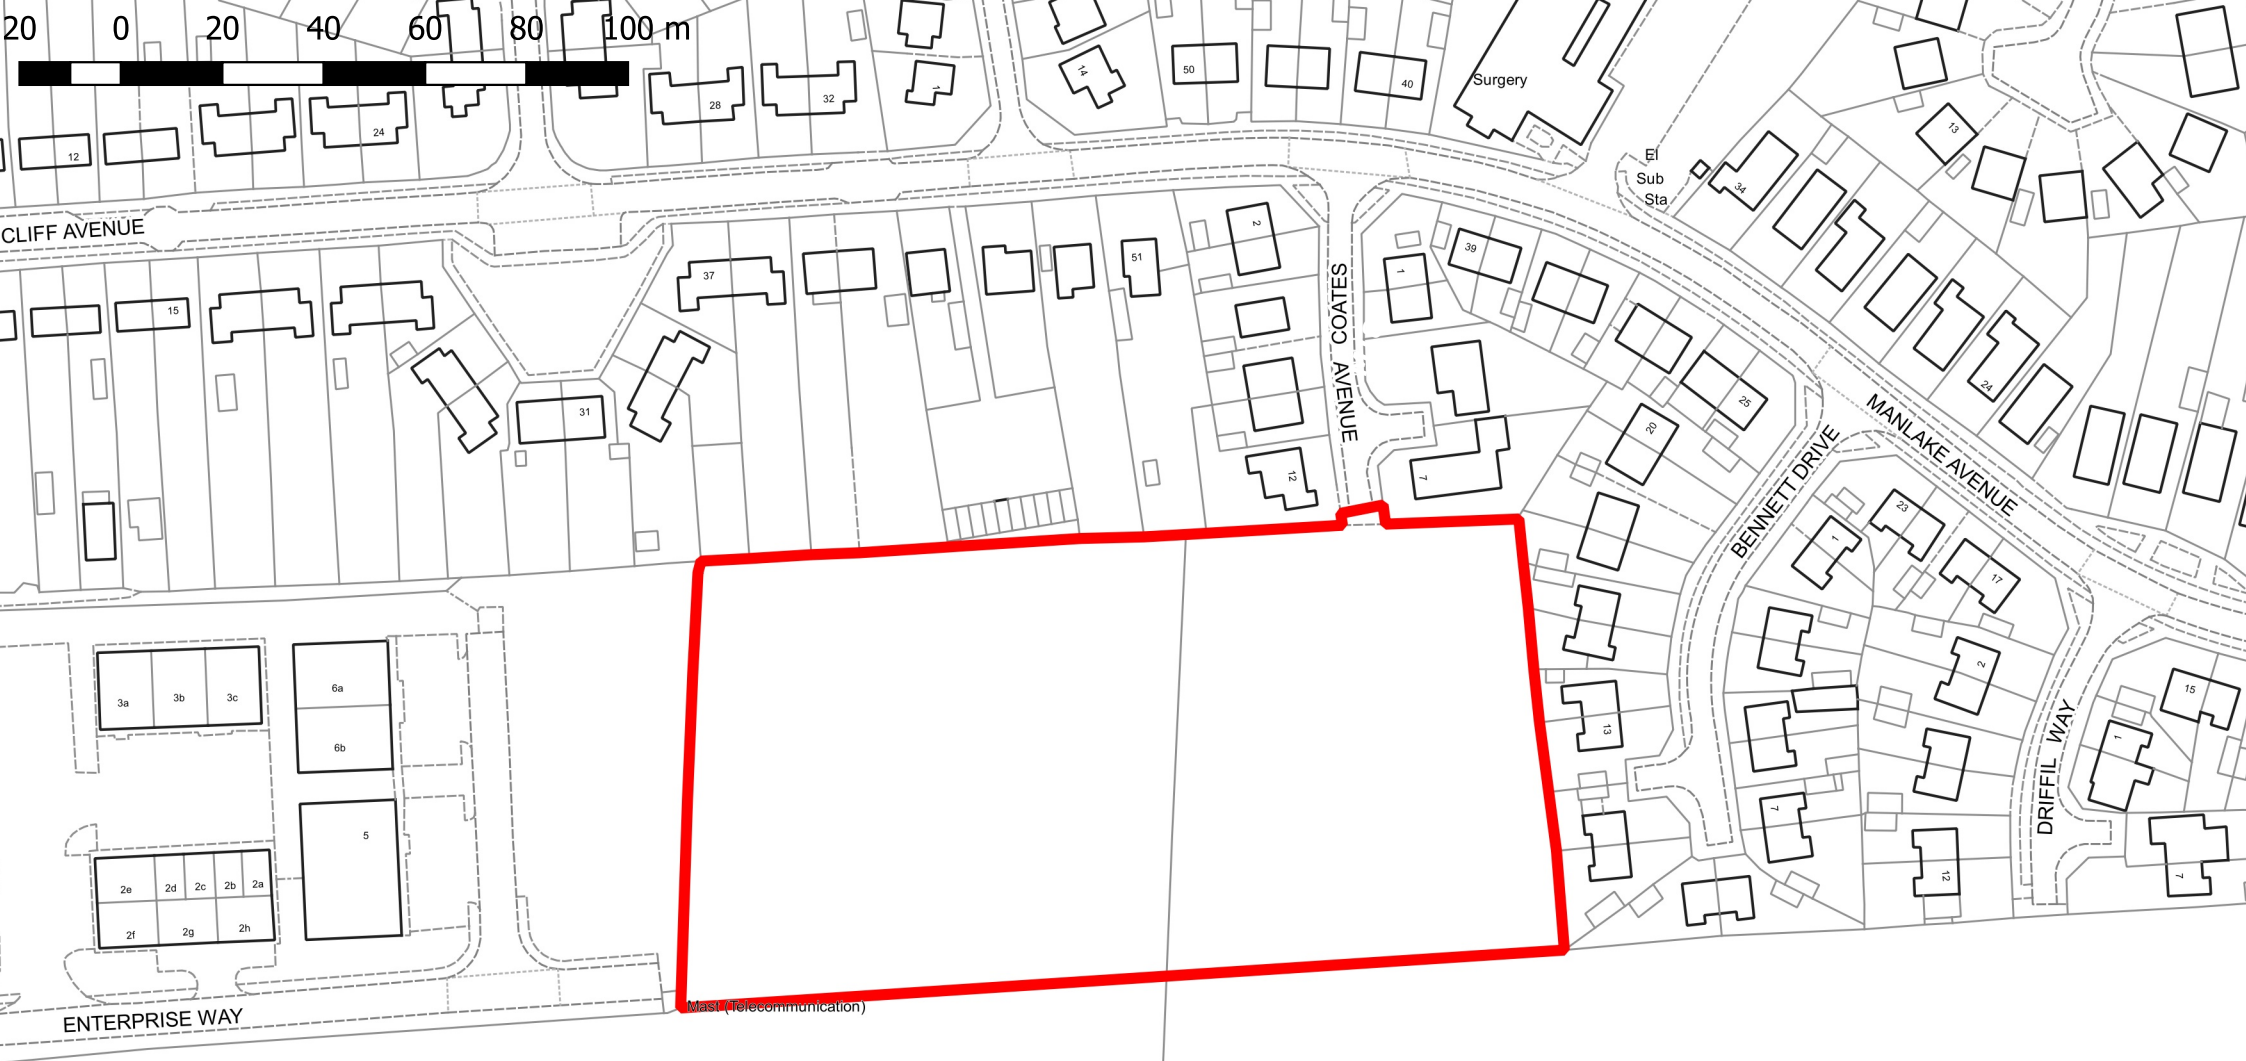 20 0 20 40 60 80 100 m
12
24
28
32
1
14
50
40
Surgery
El
Sub
Sta
34
13
CLIFF AVENUE
15
37
31
51
2
COATES
AVENUE
12
1
7
39
25
20
24
MANLAKE AVENUE
BENNETT DRIVE
23
1
17
2
15
1
13
7
12
7
DRIFFIL WAY
3a
3b
3c
6a
6b
5
2e
2d
2c
2b
2a
2f
2g
2h
ENTERPRISE WAY
Mast (Telecommunication)